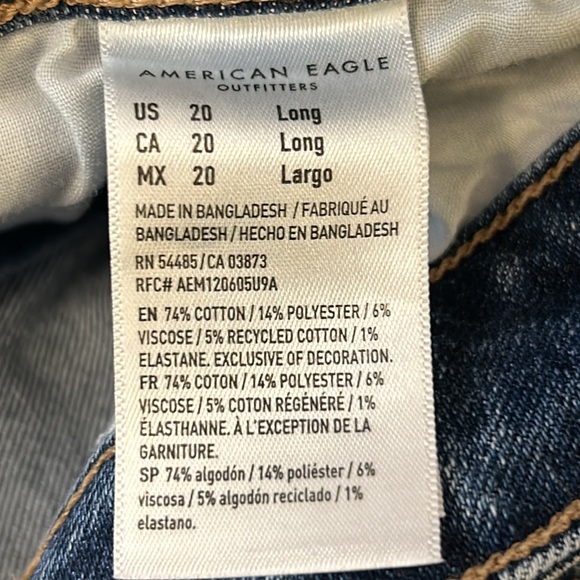 AMERICAN EAGLE
OUTFITTERS
US 20 Long
CA 20 Long
MX 20 Largo
MADE IN BANGLADESH / FABRIQUÉ AU
BANGLADESH / HECHO EN BANGLADESH
RN 54485 / CA 03873
RFC# AEM120605U9A
EN 74% COTTON / 14% POLYESTER / 6%
VISCOSE / 5% RECYCLED COTTON / 1%
ELASTANE. EXCLUSIVE OF DECORATION.
FR 74% COTON / 14% POLYESTER / 6%
VISCOSE / 5% COTON RÉGÉNÉRÉ / 1%
ÉLASTHANNE. À L'EXCEPTION DE LA
GARNITURE.
SP 74% algodón / 14% poliéster / 6%
viscosa / 5% algodón reciclado / 1%
elastano.